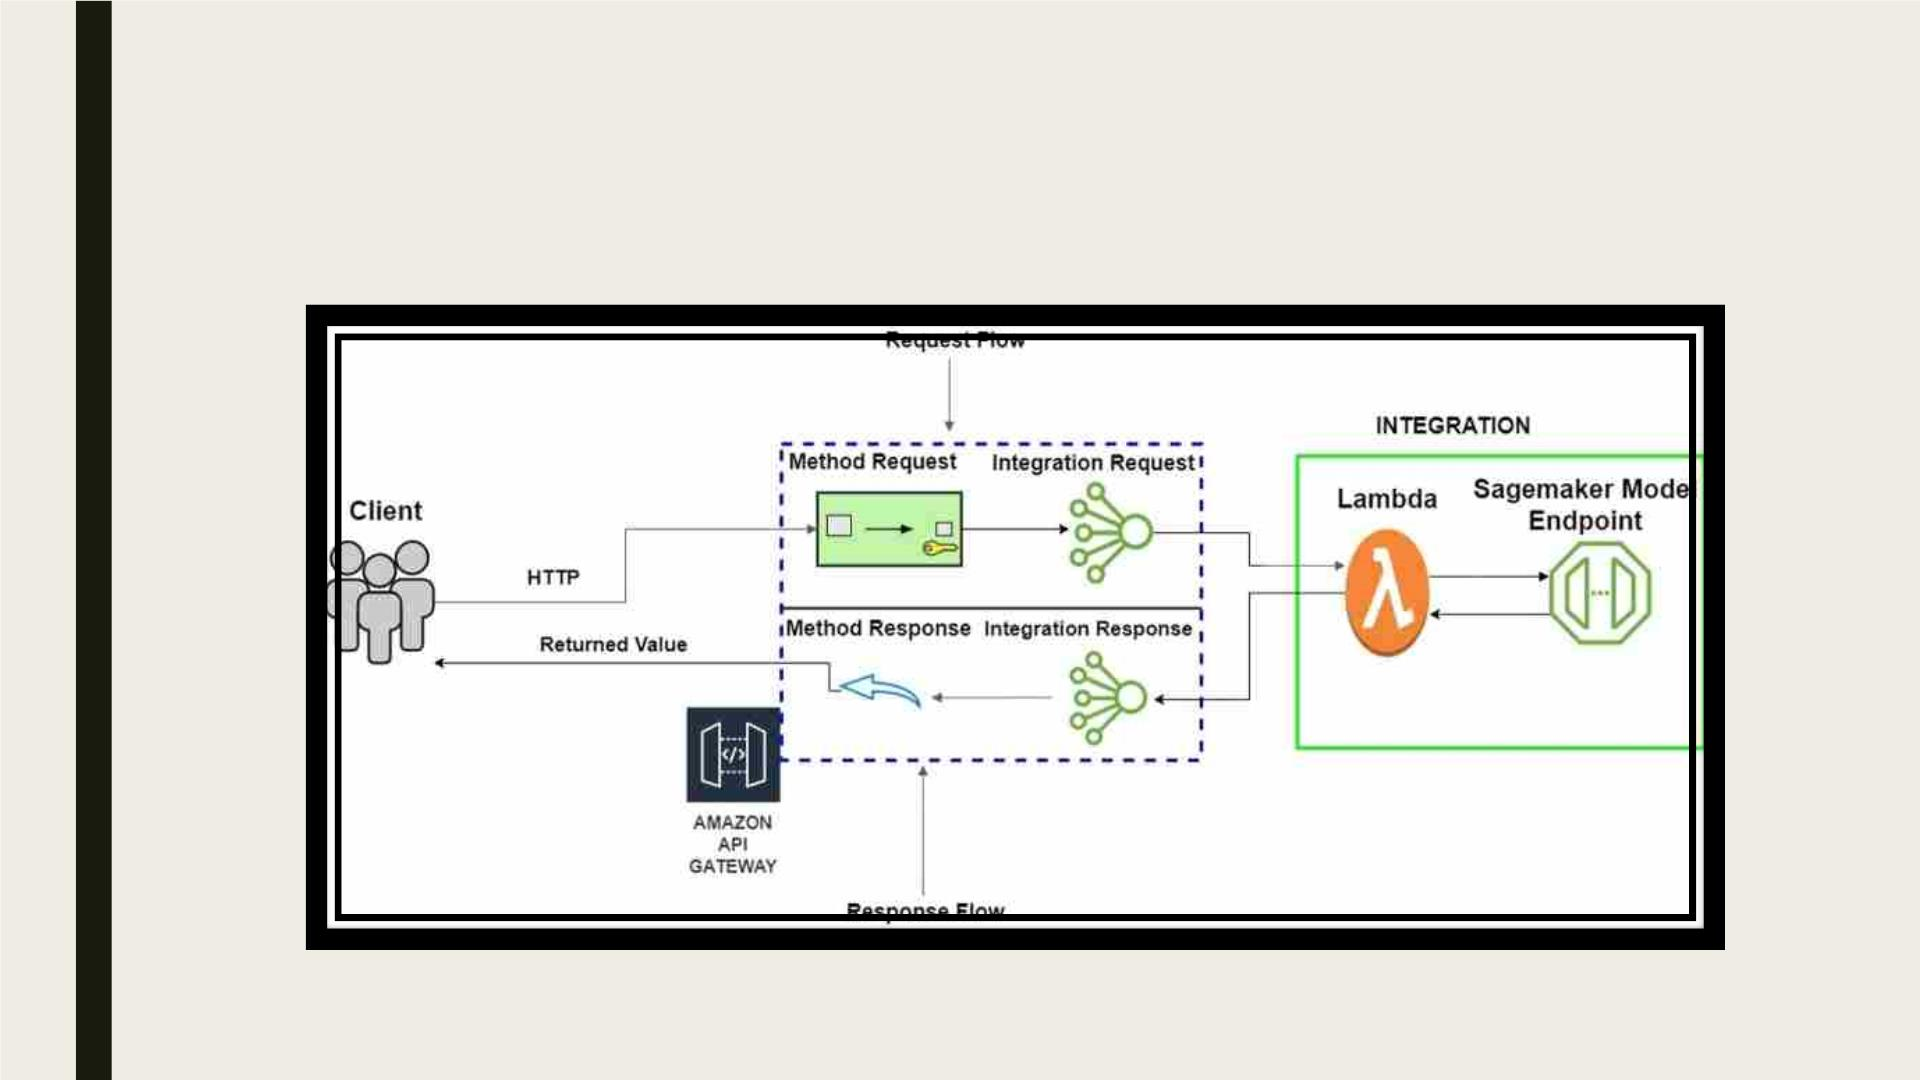 Request Flow
INTEGRATION
Method Request
Integration Request
Client
Lambda
Sagemaker Mode
Endpoint
HTTP
Method Response
Integration Response
Returned Value
</>
AMAZON
API
GATEWAY
Response Flow